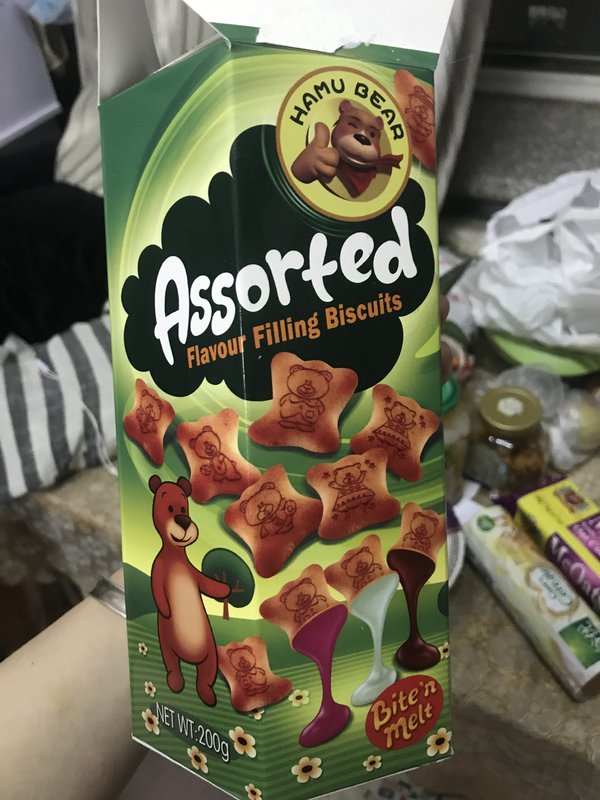 HAMU BEAR
Assorted
Flavour Filling Biscuits
Bite'n
Melt
NET WT:200g